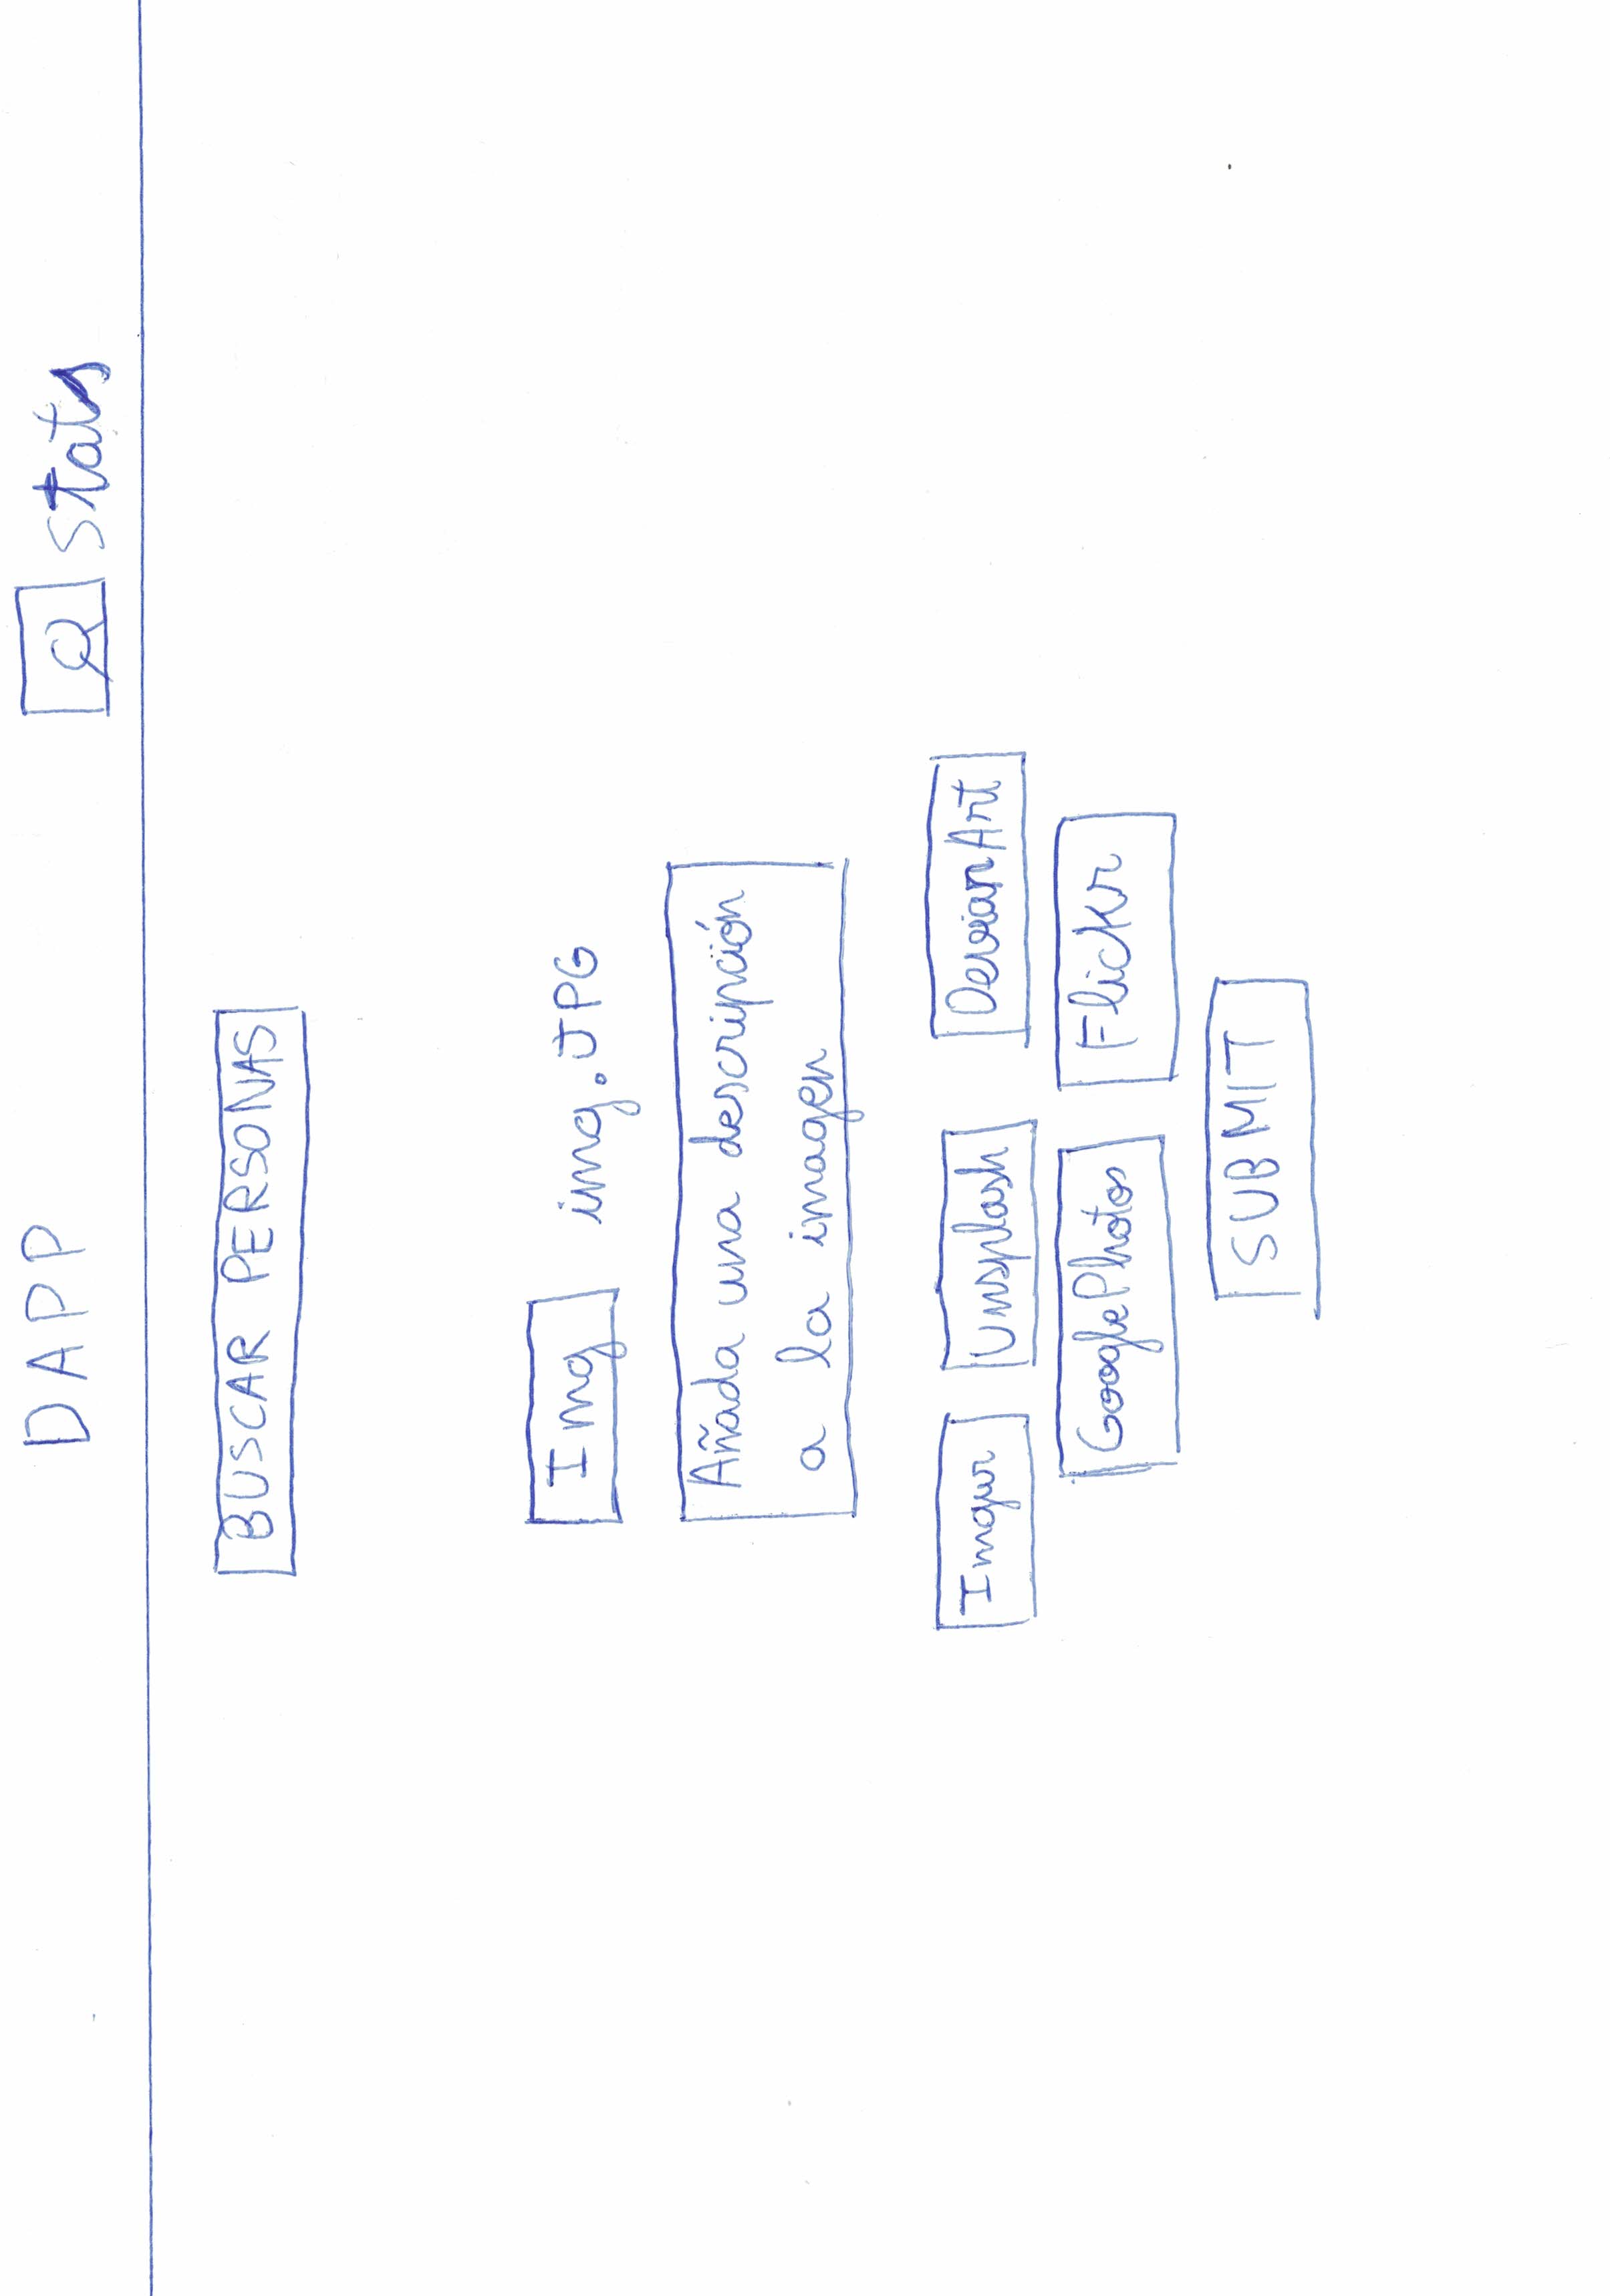 DAPP Stats
BUSCAR PERSONAS
Img img.JPG
Añada una descripción
a la imagen
Imgur Unsplash DevianArt
GooglePhotos Flickr
SUBMIT